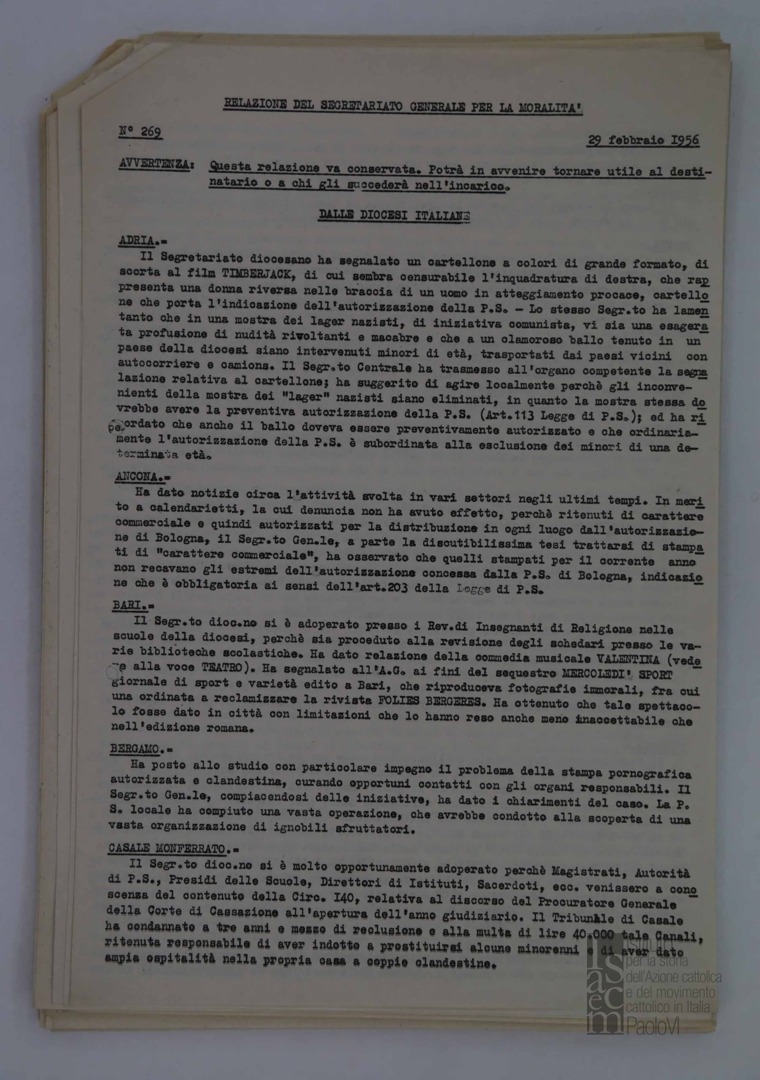 RELAZIONE DEL SEGRETARIATO GENERALE PER LA MORALITA'
N° 269
29 febbraio I956
AVVERTENZA: Questa relazione va conservata. Potrà in avvenire tornare utile al desti-
natario o a chi gli succederà nell'incarico.
DALLE DIOCESI ITALIANE
ADRIA.=
Il Segretariato diocesano ha segnalato un cartellone a colori di grande formato, di
scorta al film TIMBERJACK, di cui sembra censurabile l'inquadratura di destra, che rap
presenta una donna riversa nelle braccia di un uomo in atteggiamento procace, cartello
ne che porta l'indicazione dell'autorizzazione della P.S. - Lo stesso Segr.to ha lamen
tanto che in una mostra dei lager nazisti, di iniziativa comunista, vi sia una esagera
ta profusione di nudità rivoltanti e macabre e che a un clamoroso ballo tenuto in un
paese della diocesi siano intervenuti minori di età, trasportati dai paesi vicini con
autocorriere e camions. Il Segr.to Centrale ha trasmesso all'organo competente la segna
lazione relativa al cartellone; ha suggerito di agire localmente perchè gli inconve-
nienti della mostra dei "lager" nazisti siano eliminati, in quanto la mostra stessa do
vrebbe avere la preventiva autorizzazione della P.S. (Art.II3 Legge di P.S.); ed ha ri
cordato che anche il ballo doveva essere preventivamente autorizzato e che ordinaria-
mente l'autorizzazione della P.S. è subordinata alla esclusione dei minori di una de-
terminata età.
ANCONA.=
Ha dato notizie circa l'attività svolta in vari settori negli ultimi tempi. In meri
to a calendarietti, la cui denuncia non ha avuto effetto, perchè ritenuti di carattere
commerciale e quindi autorizzati per la distribuzione in ogni luogo dall'autorizzazio-
ne di Bologna, il Segr.to Gen.le, a parte la discutibilissima tesi trattarsi di stampa
ti di "carattere commerciale", ha osservato che quelli stampati per il corrente anno
non recavano gli estremi dell'autorizzazione concessa dalla P.S. di Bologna, indicazio
ne che è obbligatoria ai sensi dell'art.203 della Legge di P.S.
BARI.=
Il Segr.to dioc.no si è adoperato presso i Rev.di Insegnanti di Religione nelle
scuole della diocesi, perchè sia proceduto alla revisione degli schedari presso le va-
rie biblioteche scolastiche. Ha dato relazione della commedia musicale VALENTINA (vede
re alla voce TEATRO). Ha segnalato all'A.G. ai fini del sequestro MERCOLEDI' SPORT
giornale di sport e varietà edito a Bari, che riproduceva fotografie immorali, fra cui
una ordinata a reclamizzare la rivista FOLIES BERGERES. Ha ottenuto che tale spettaco-
lo fosse dato in città con limitazioni che lo hanno reso anche meno inaccettabile che
nell'edizione romana.
BERGAMO.=
Ha posto allo studio con particolare impegno il problema della stampa pornografica
autorizzata e clandestina, curando opportuni contatti con gli organi responsabili. Il
Segr.to Gen.le, compiacendosi delle iniziative, ha dato i chiarimenti del caso. La P.
S. locale ha compiuto una vasta operazione, che avrebbe condotto alla scoperta di una
vasta organizzazione di ignobili sfruttatori.
CASALE MONFERRATO.=
Il Segr.to dioc.no si è molto opportunamente adoperato perchè Magistrati, Autorità
di P.S., Presidi delle Scuole, Direttori di Istituti, Sacerdoti, ecc. venissero a cono
scenza del contenuto della Circ. I40, relativa al discorso del Procuratore Generale
della Corte di Cassazione all'apertura dell'anno giudiziario. Il Tribunale di Casale
ha condannato a tre anni e mezzo di reclusione e alla multa di lire 40.000 tale Canali,
ritenuta responsabile di aver indotto a prostituirsi alcune minorenni di aver dato
ampia ospitalità nella propria casa a coppie clandestine.
isacem
Istituto
per la storia
dell'Azione cattolica
e del movimento
cattolico in Italia
PaoloVI